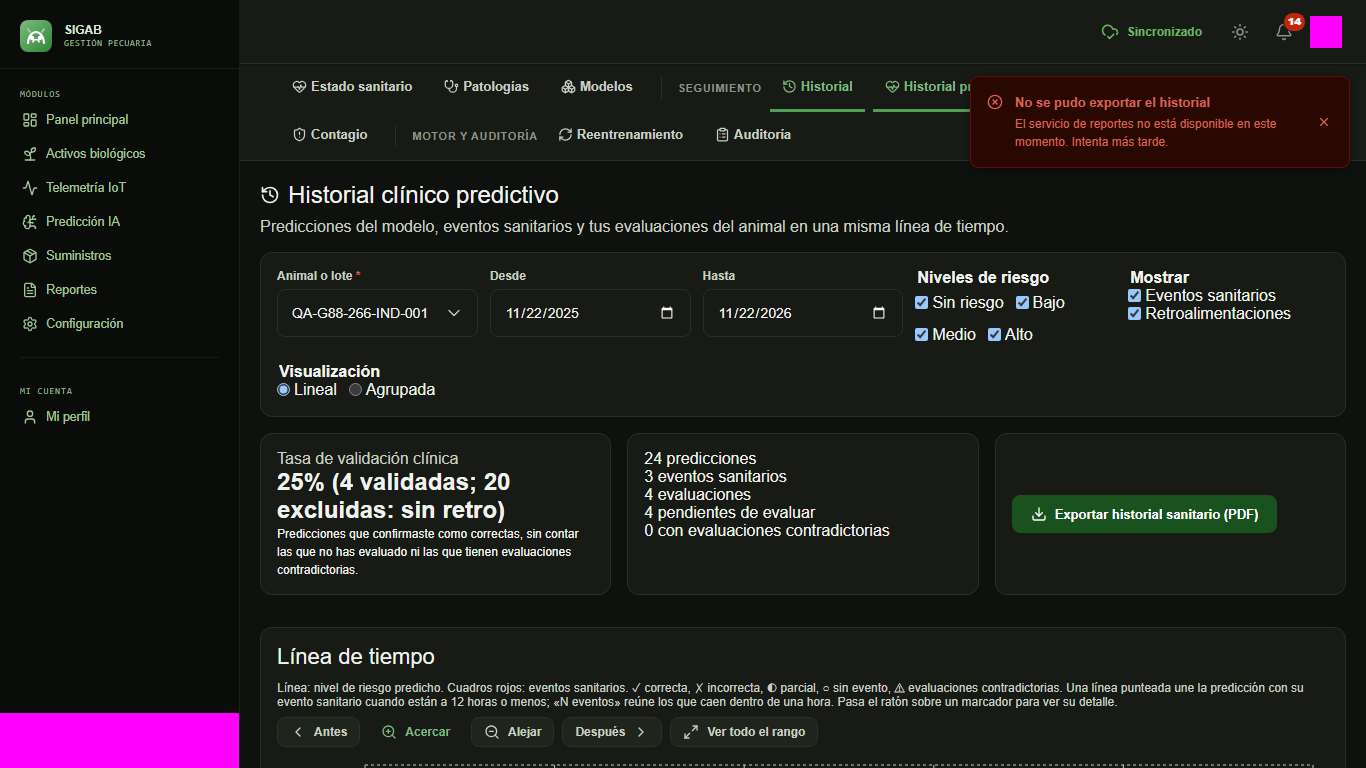 SIGAB
GESTIÓN PECUARIA
MÓDULOS
Panel principal
Activos biológicos
Telemetría IoT
Predicción IA
Suministros
Reportes
Configuración
MI CUENTA
Mi perfil
Sincronizado
14
Estado sanitario
Patologías
Modelos
SEGUIMIENTO
Historial
Historial pr
Contagio
MOTOR Y AUDITORÍA
Reentrenamiento
Auditoría
No se pudo exportar el historial
El servicio de reportes no está disponible en este
momento. Intenta más tarde.
Historial clínico predictivo
Predicciones del modelo, eventos sanitarios y tus evaluaciones del animal en una misma línea de tiempo.
Animal o lote *
QA-G88-266-IND-001
Desde
11/22/2025
Hasta
11/22/2026
Niveles de riesgo
Sin riesgo
Bajo
Medio
Alto
Mostrar
Eventos sanitarios
Retroalimentaciones
Visualización
Lineal
Agrupada
Tasa de validación clínica
25% (4 validadas; 20
excluidas: sin retro)
Predicciones que confirmaste como correctas, sin contar
las que no has evaluado ni las que tienen evaluaciones
contradictorias.
24 predicciones
3 eventos sanitarios
4 evaluaciones
4 pendientes de evaluar
0 con evaluaciones contradictorias
Exportar historial sanitario (PDF)
Línea de tiempo
Línea: nivel de riesgo predicho. Cuadros rojos: eventos sanitarios. ✓ correcta, ✗ incorrecta, ◐ parcial, ○ sin evento, ⚠ evaluaciones contradictorias. Una línea punteada une la predicción con su
evento sanitario cuando están a 12 horas o menos; «N eventos» reúne los que caen dentro de una hora. Pasa el ratón sobre un marcador para ver su detalle.
Antes
Acercar
Alejar
Después
Ver todo el rango